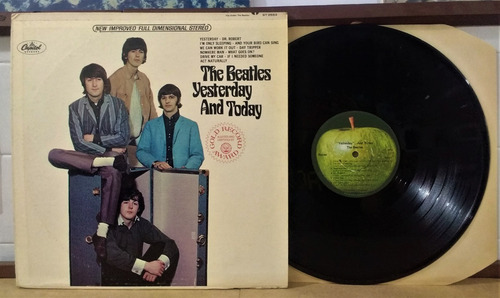 NEW IMPROVED FULL DIMENSIONAL STEREO
Capitol
YESTERDAY - DR. ROBERT
I'M ONLY SLEEPING - AND YOUR BIRD CAN SING
WE CAN WORK IT OUT - DAY TRIPPER
NOWHERE MAN - WHAT GOES ON?
DRIVE MY CAR - IF I NEEDED SOMEONE
ACT NATURALLY
The Beatles
Yesterday
And Today
GOLD RECORD
AWARD
The Beatles